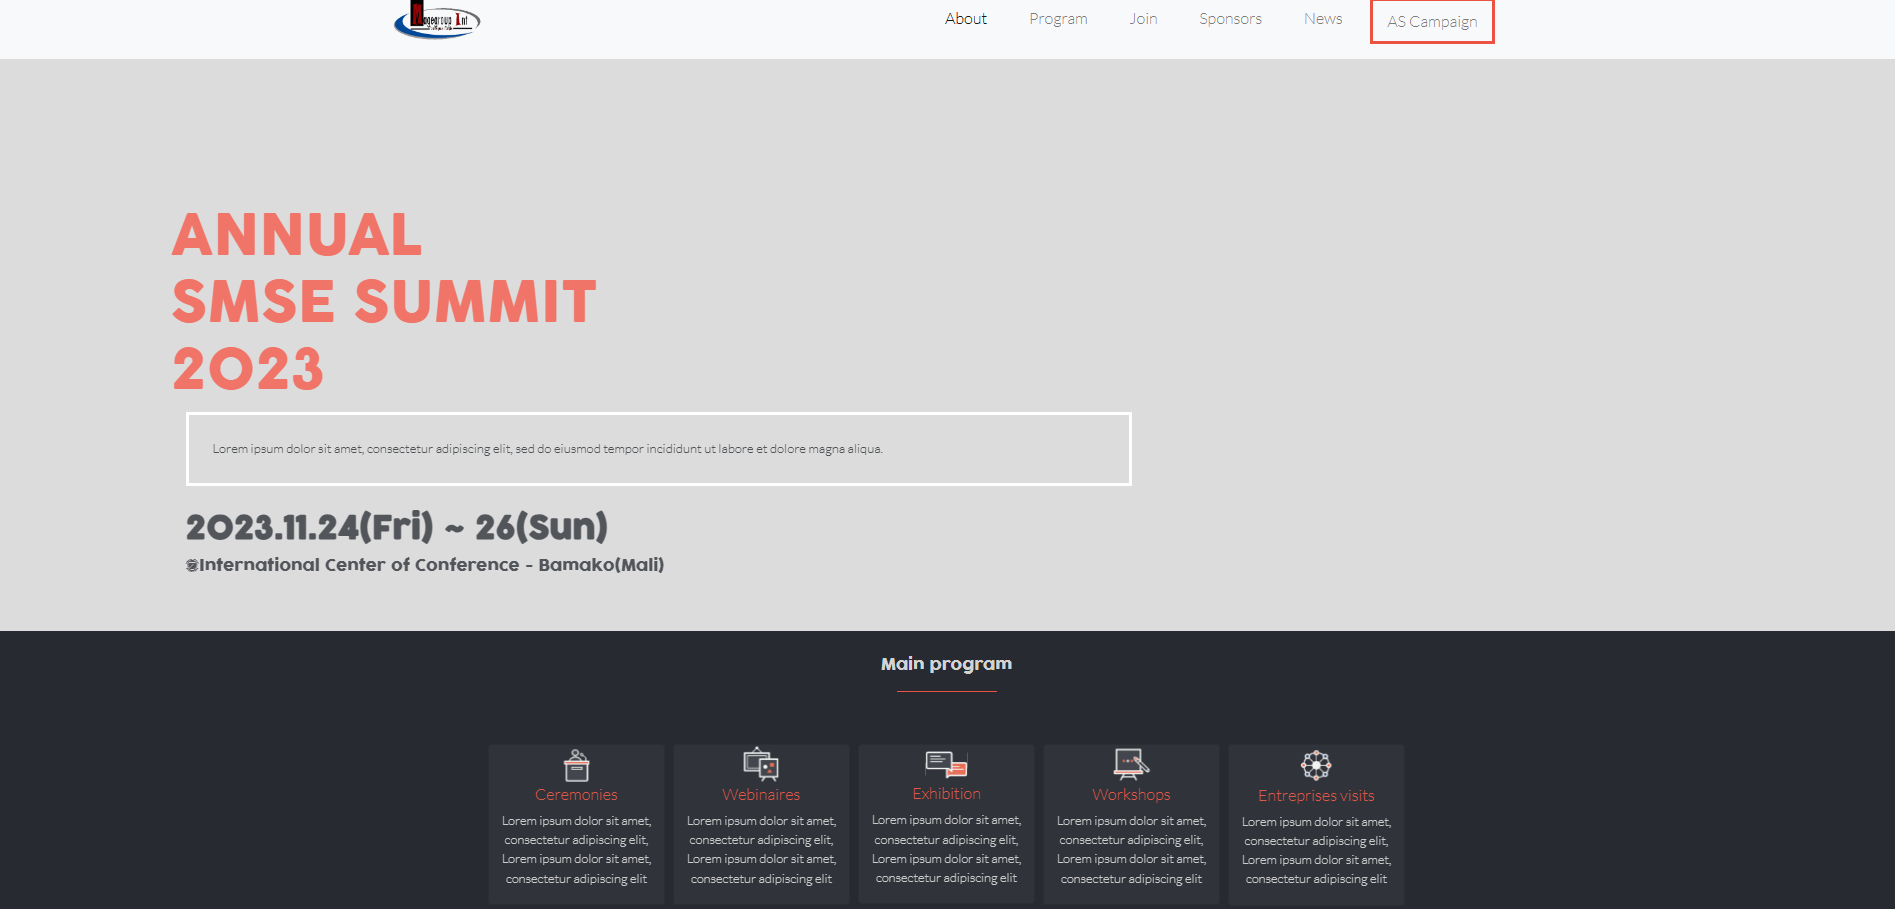 About Program Join Sponsors News AS Campaign
ANNUAL
SMSE SUMMIT
2023
Lorem ipsum dolor sit amet, consectetur adipiscing elit, sed do eiusmod tempor incididunt ut labore et dolore magna aliqua.
2023.11.24(Fri) ~ 26(Sun)
@International Center of Conference - Bamako(Mali)
Main program
Ceremonies
Lorem ipsum dolor sit amet,
consectetur adipiscing elit,
Lorem ipsum dolor sit amet,
consectetur adipiscing elit
Webinaires
Lorem ipsum dolor sit amet,
consectetur adipiscing elit,
Lorem ipsum dolor sit amet,
consectetur adipiscing elit
Exhibition
Lorem ipsum dolor sit amet,
consectetur adipiscing elit,
Lorem ipsum dolor sit amet,
consectetur adipiscing elit
Workshops
Lorem ipsum dolor sit amet,
consectetur adipiscing elit,
Lorem ipsum dolor sit amet,
consectetur adipiscing elit
Entreprises visits
Lorem ipsum dolor sit amet,
consectetur adipiscing elit,
Lorem ipsum dolor sit amet,
consectetur adipiscing elit